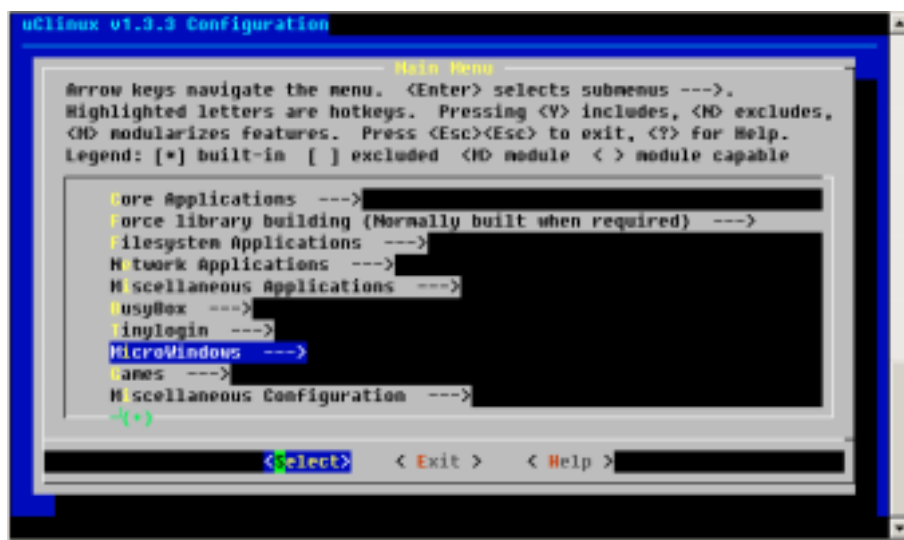 uClinux v1.3.3 Configuration
Main Menu
Arrow keys navigate the menu. <Enter> selects submenus --->.
Highlighted letters are hotkeys. Pressing <Y> includes, <N> excludes,
<M> modularizes features. Press <Esc><Esc> to exit, <?> for Help.
Legend: [*] built-in [ ] excluded <M> module < > module capable
Core Applications --->
Force library building (Normally built when required) --->
Filesystem Applications --->
Network Applications --->
Miscellaneous Applications --->
BusyBox --->
Tinylogin --->
MicroWindows --->
Games --->
Miscellaneous Configuration --->
(+)
<Select> < Exit > < Help >